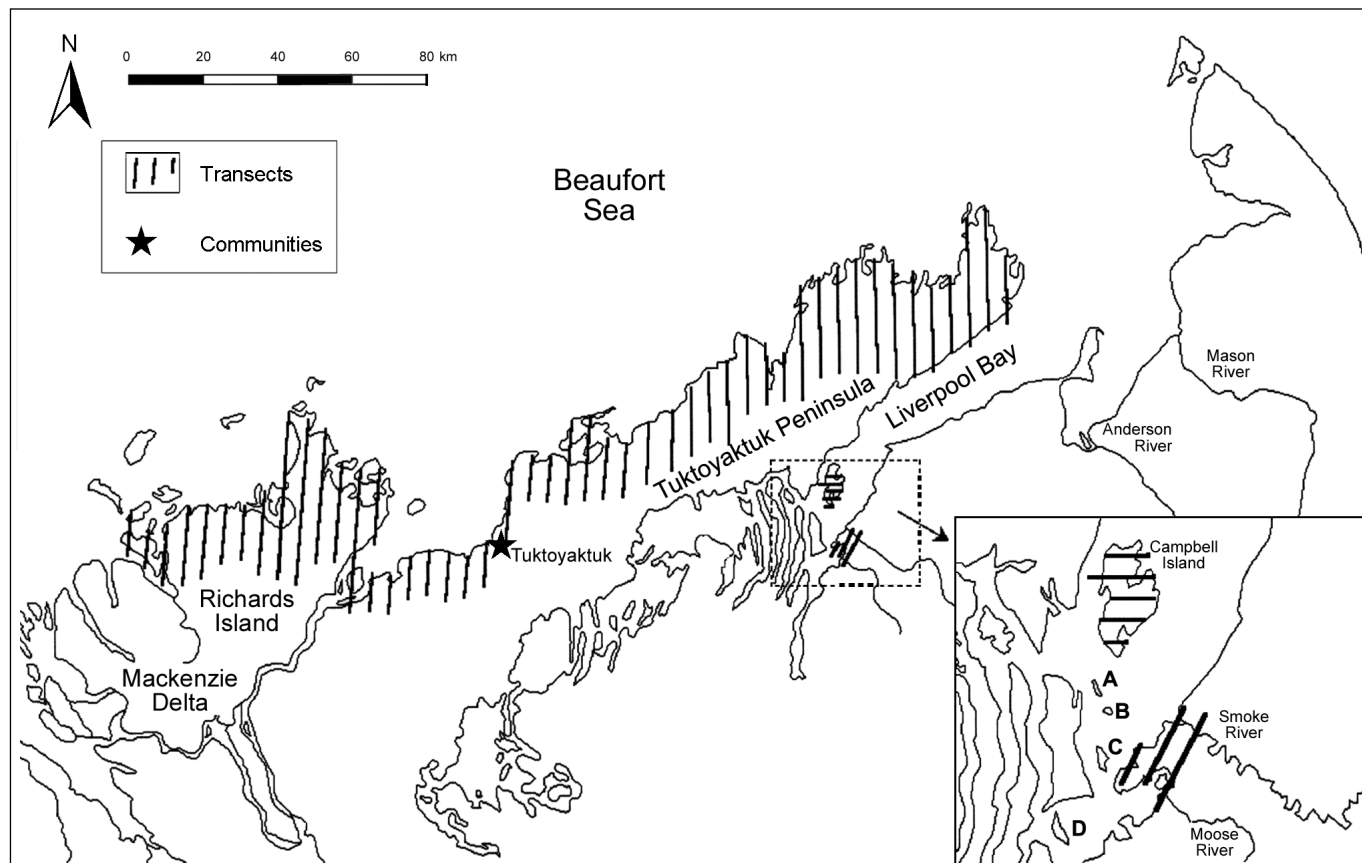 N
0 20 40 60 80 km
Transects
Communities
Beaufort
Sea
Tuktoyaktuk Peninsula
Liverpool Bay
Mason
River
Anderson
River
Tuktoyaktuk
Richards
Island
Mackenzie
Delta
Campbell
Island
A
B
Smoke
River
C
D
Moose
River